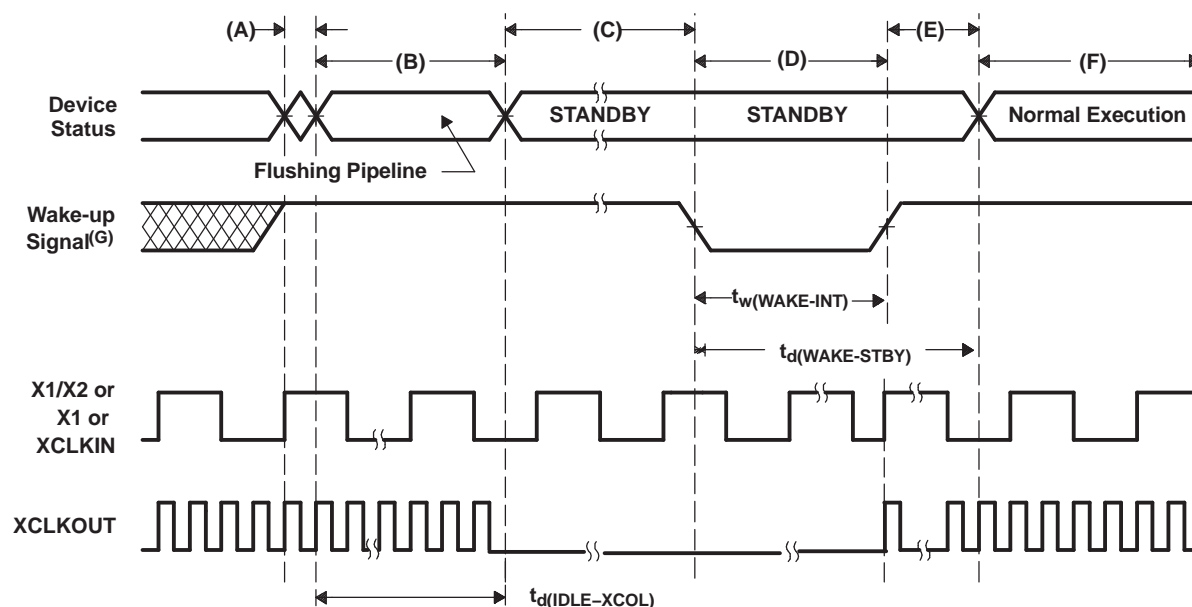 (A)
(C)
(E)
(B)
(D)
(F)
Device
Status
STANDBY
STANDBY
Normal Execution
Flushing Pipeline
Wake-up
Signal(G)
tw(WAKE-INT)
td(WAKE-STBY)
X1/X2 or
X1 or
XCLKIN
XCLKOUT
td(IDLE–XCOL)